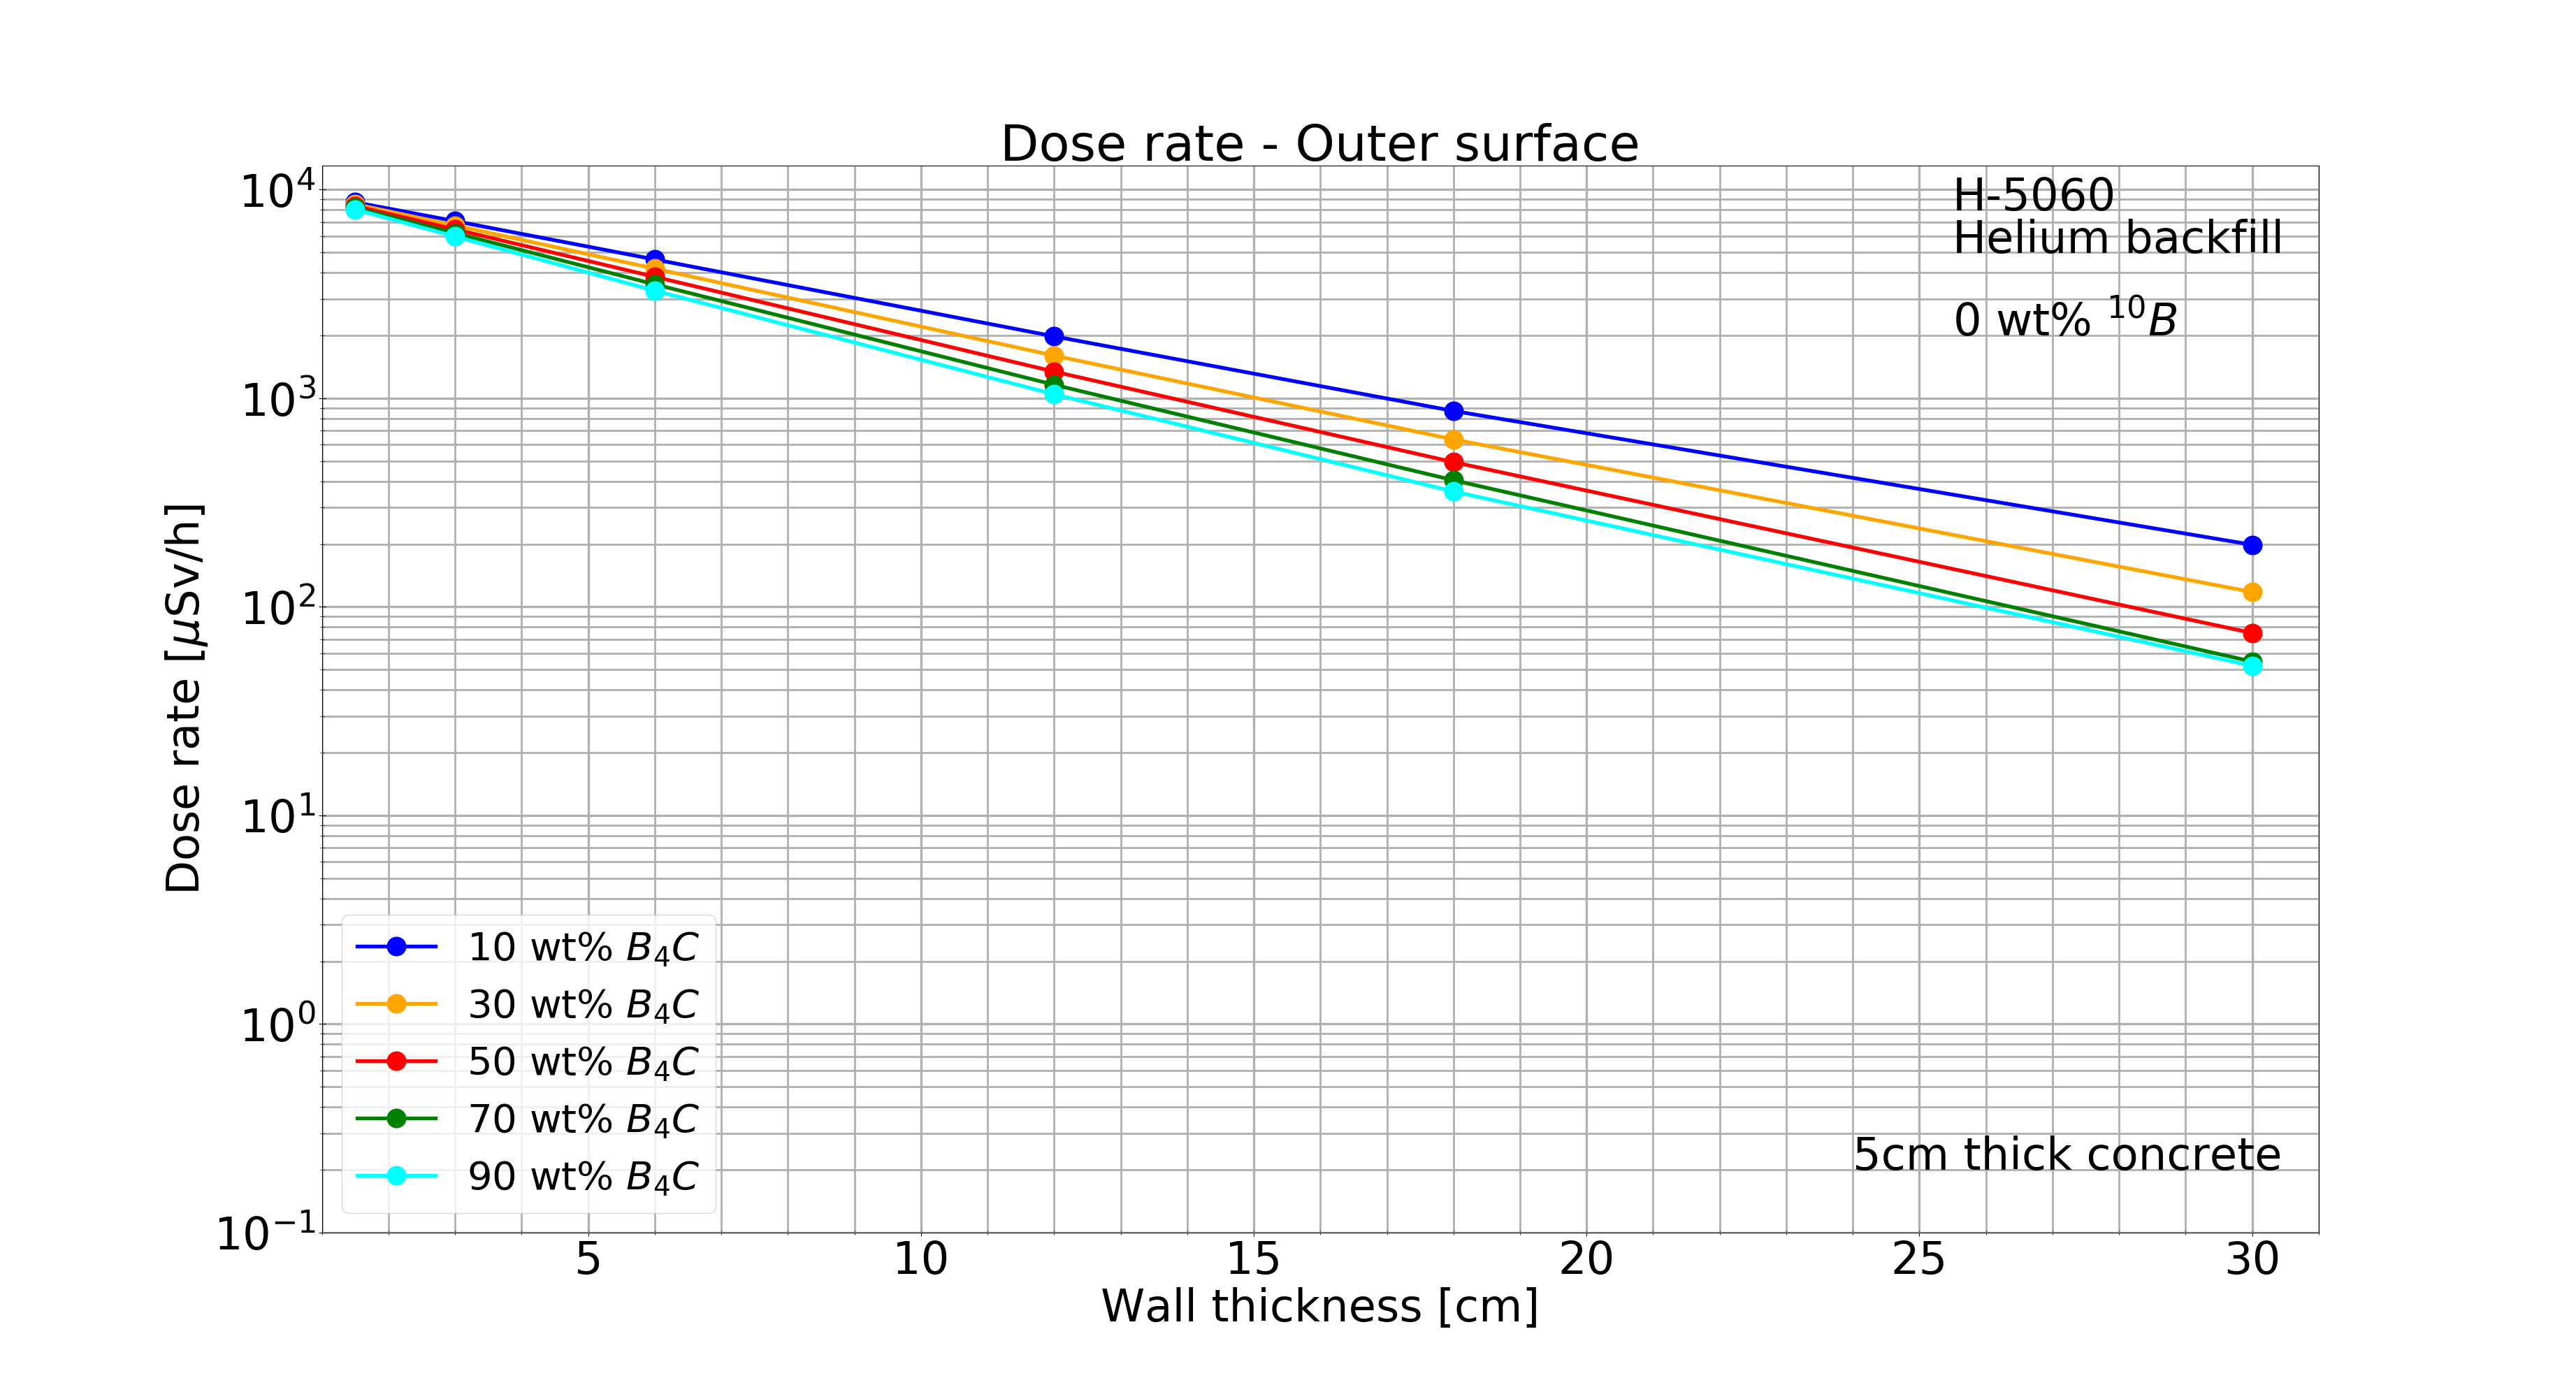 Dose rate - Outer surface
H-5060
Helium backfill
0 wt% ¹⁰B
Dose rate [μSv/h]
10⁴
10³
10²
10¹
10⁰
10⁻¹
10 wt% B₄C
30 wt% B₄C
50 wt% B₄C
70 wt% B₄C
90 wt% B₄C
5cm thick concrete
5 10 15 20 25 30
Wall thickness [cm]